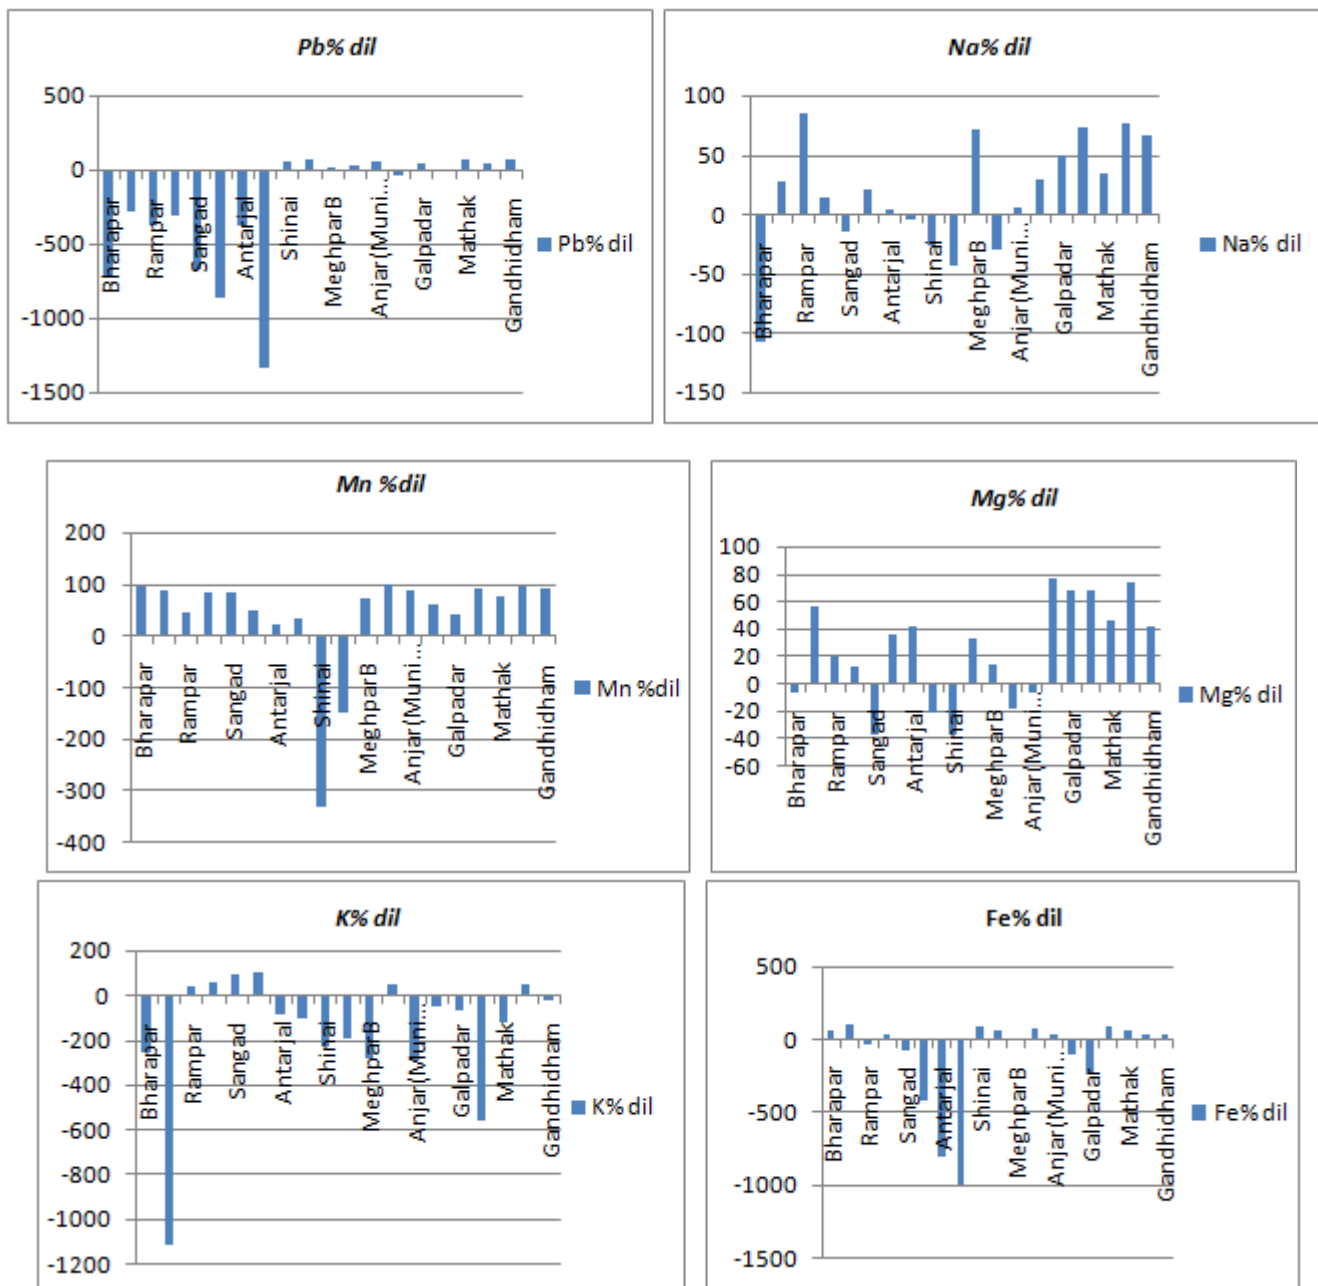 Pb% dil
500
0
-500
-1000
-1500
Bharapar
Rampar
Sangad
Antarjal
Shinai
MeghparB
Anjar(Muni...
Galpadar
Mathak
Gandhidham
Pb% dil
Na% dil
100
50
0
-50
-100
-150
Bharapar
Rampar
Sangad
Antarjal
Shinai
MeghparB
Anjar(Muni...
Galpadar
Mathak
Gandhidham
Na% dil
Mn %dil
200
100
0
-100
-200
-300
-400
Bharapar
Rampar
Sangad
Antarjal
Shinai
MeghparB
Anjar(Muni...
Galpadar
Mathak
Gandhidham
Mn %dil
Mg% dil
100
80
60
40
20
0
-20
-40
-60
Bharapar
Rampar
Sangad
Antarjal
Shinai
MeghparB
Anjar(Muni...
Galpadar
Mathak
Gandhidham
Mg% dil
K% dil
200
0
-200
-400
-600
-800
-1000
-1200
Bharapar
Rampar
Sangad
Antarjal
Shinai
MeghparB
Anjar(Muni...
Galpadar
Mathak
Gandhidham
K% dil
Fe% dil
500
0
-500
-1000
-1500
Bharapar
Rampar
Sangad
Antarjal
Shinai
MeghparB
Anjar(Muni...
Galpadar
Mathak
Gandhidham
Fe% dil